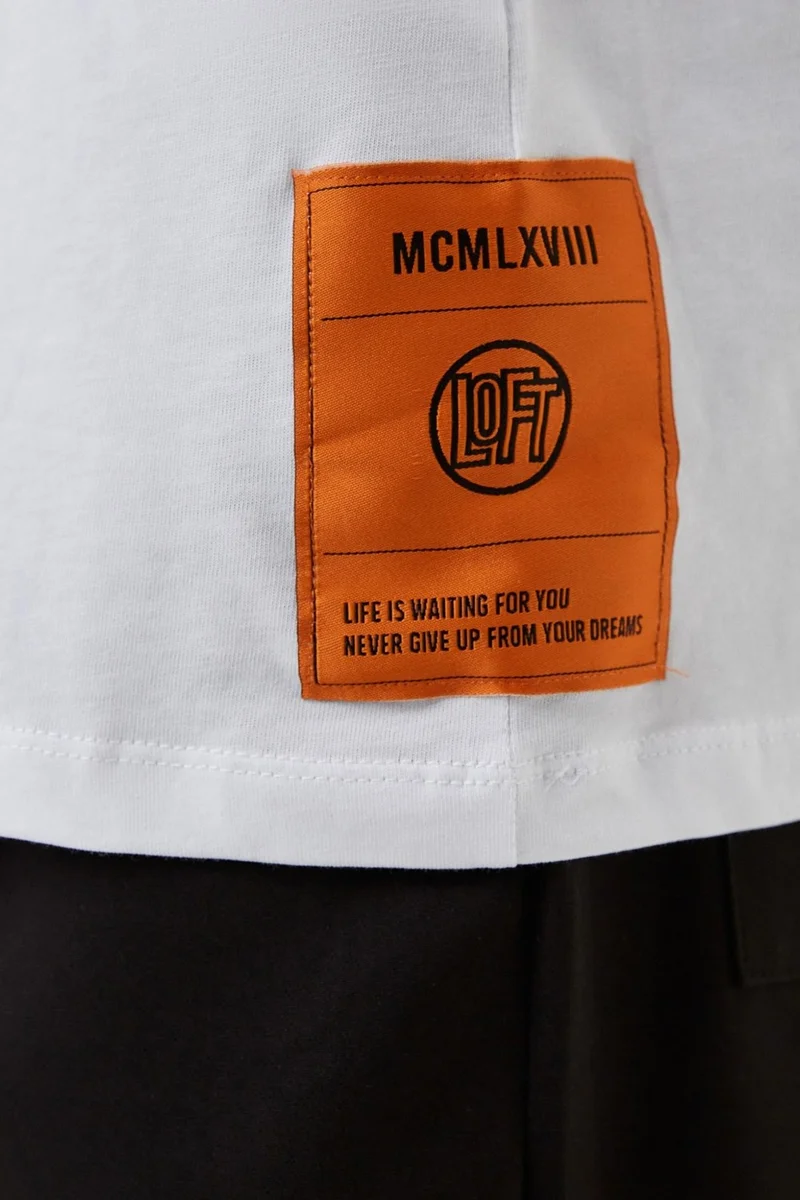 MCMLXVIII
LOFT
LIFE IS WAITING FOR YOU
NEVER GIVE UP FROM YOUR DREAMS